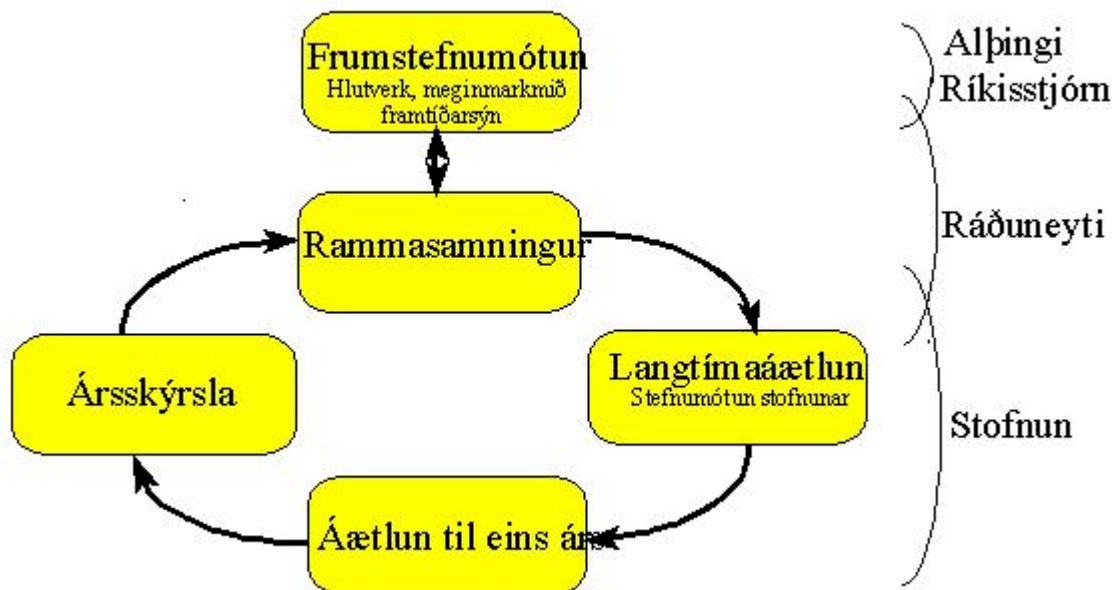 Frumstefnumótun
Hlutverk, meginmarkmið
framtíðarsýn
Alþingi
Ríkisstjórn
Rammasamningur
Ráðuneyti
Ársskýrsla
Langtímaáætlun
Stefnumótun stofnunar
Stofnun
Áætlun til eins árs